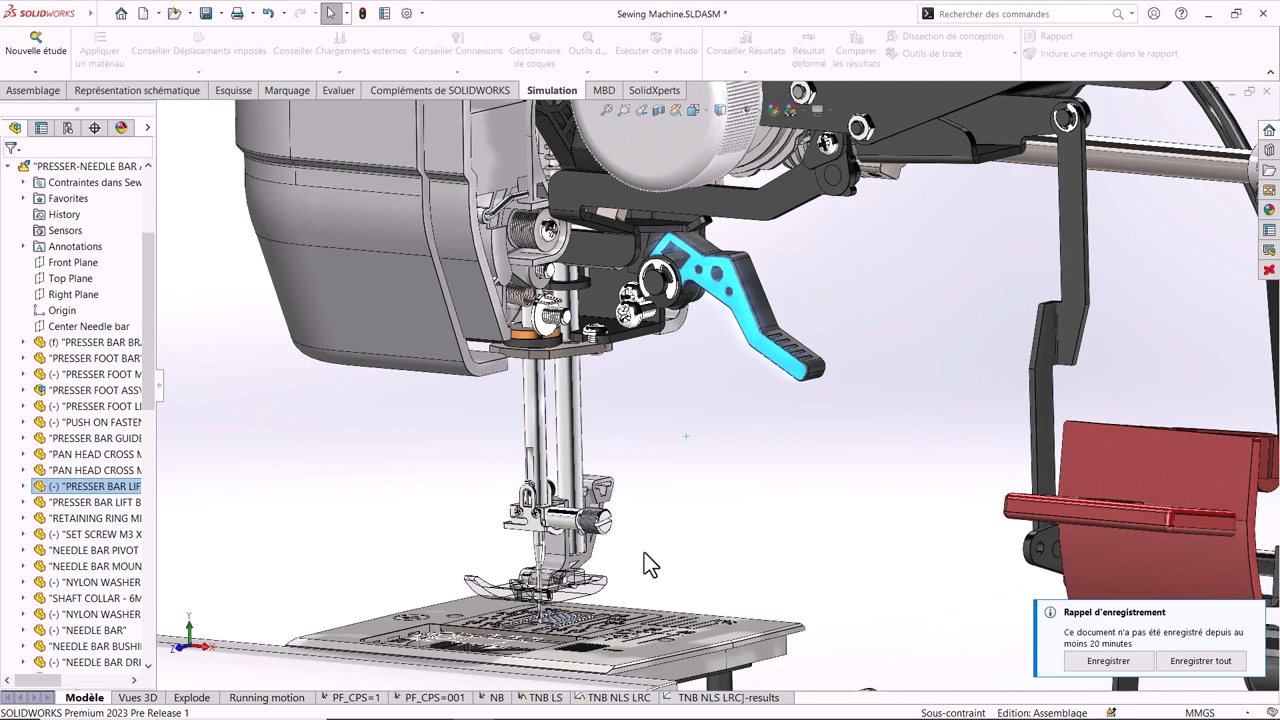 SOLIDWORKS
Sewing Machine.SLDASM *
Rechercher des commandes
Nouvelle étude
Appliquer un matériau
Conseiller Déplacements imposés
Conseiller Chargements externes
Conseiller Connexions
Gestionnaire de coques
Outils d...
Exécuter cette étude
Conseiller Résultats
Résultat déformé
Comparer les résultats
Dissection de conception
Outils de tracé
Rapport
Inclure une image dans le rapport
Assemblage
Représentation schématique
Esquisse
Marquage
Evaluer
Compléments de SOLIDWORKS
Simulation
MBD
SolidXperts
"PRESSER-NEEDLE BAR A
Contraintes dans Sew
Favorites
History
Sensors
Annotations
Front Plane
Top Plane
Right Plane
Origin
Center Needle bar
(f) "PRESSER BAR BR
"PRESSER FOOT BAR"
(-) "PRESSER FOOT M
"PRESSER FOOT ASSY
(-) "PRESSER FOOT LI
(-) "PUSH ON FASTEN
"PRESSER BAR GUIDE
"PAN HEAD CROSS M
"PAN HEAD CROSS M
(-) "PRESSER BAR LIF
"PRESSER BAR LIFT B
"RETAINING RING M
(-) "SET SCREW M3 X
"NEEDLE BAR PIVOT
"NEEDLE BAR MOUN
(-) "NYLON WASHER
"SHAFT COLLAR - 6M
(-) "NYLON WASHER
(-) "NEEDLE BAR"
"NEEDLE BAR BUSHI
(-) "NEEDLE BAR DRI
Y
X
Z
Rappel d'enregistrement
Ce document n'a pas été enregistré depuis au
moins 20 minutes
Enregistrer
Enregistrer tout
Modèle
Vues 3D
Explode
Running motion
PF_CPS=1
PF_CPS=001
NB
TNB LS
TNB NLS LRC
TNB NLS LRC]-results
SOLIDWORKS Premium 2023 Pre Release 1
Sous-contraint
Edition: Assemblage
MMGS